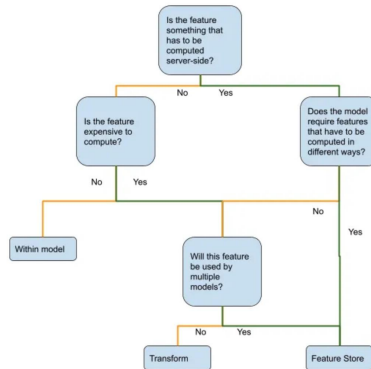 Is the feature
something that
has to be
computed
server-side?
No
Yes
Is the feature
expensive to
compute?
Does the model
require features
that have to be
computed in
different ways?
No
Yes
No
Yes
Within model
Will this feature
be used by
multiple
models?
No
Yes
Transform
Feature Store